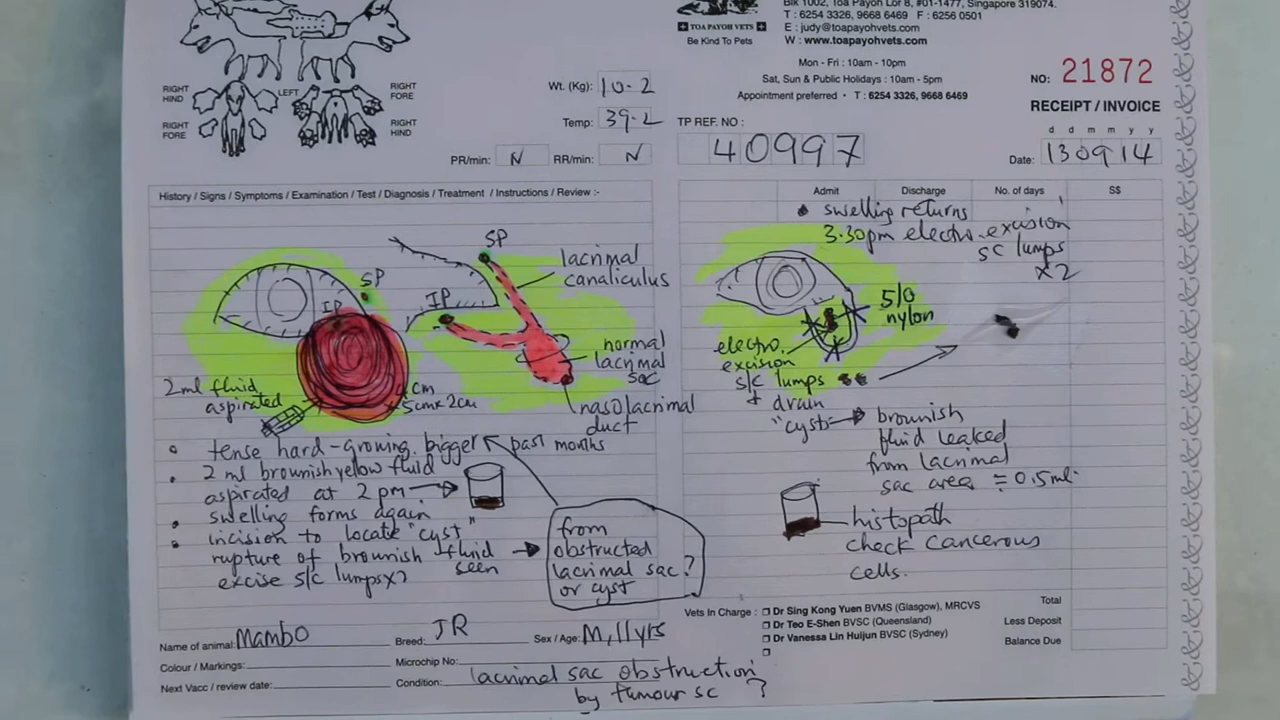 Blk 1002, Toa Payoh Lor 8, #01-1477, Singapore 319074.
T : 6254 3326, 9668 6469 F : 6256 0501
E : judy@toapayohvets.com
W : www.toapayohvets.com
TOA PAYOH VETS
Be Kind To Pets
Mon - Fri : 10am - 10pm
Sat, Sun & Public Holidays : 10am - 5pm
Appointment preferred • T : 6254 3326, 9668 6469
NO: 21872
RECEIPT / INVOICE
RIGHT HIND
LEFT
RIGHT FORE
RIGHT FORE
RIGHT HIND
Wt. (Kg): 10.2
Temp: 39.2
PR/min: N
RR/min: N
TP REF. NO :
40997
d d m m y y
Date: 130914
History / Signs / Symptoms / Examination / Test / Diagnosis / Treatment / Instructions / Review :-
SP
IP
SP
IP
lacrimal
canaliculus
normal
lacrimal
sac
nasolacrimal
duct
2ml fluid
aspirated
cm
5cm x 2cm
• tense hard-growing bigger past months
• 2 ml brownish yellow fluid
aspirated at 2 pm
• swelling forms again
• incision to locate "cyst"
rupture of brownish fluid
seen
excise s/c lumps x2
from
obstructed
lacrimal sac?
or cyst
Admit Discharge No. of days S$
• swelling returns
3.30pm electro-excision
sc lumps
x2
5/0
nylon
electro.
excision
s/c lumps
+ drain
"cyst"
brownish
fluid leaked
from lacrimal
sac area ≒ 0.5ml.
histopath
check cancerous
cells.
Vets In Charge : Dr Sing Kong Yuen BVMS (Glasgow), MRCVS
Dr Teo E-Shen BVSC (Queensland)
Dr Vanessa Lin Huijun BVSC (Sydney)
Total
Less Deposit
Balance Due
Name of animal: Mambo Breed: JR Sex / Age: M, 11yrs
Colour / Markings: Microchip No:
Next Vacc / review date: Condition: lacrimal sac obstruction
by tumour sc ?